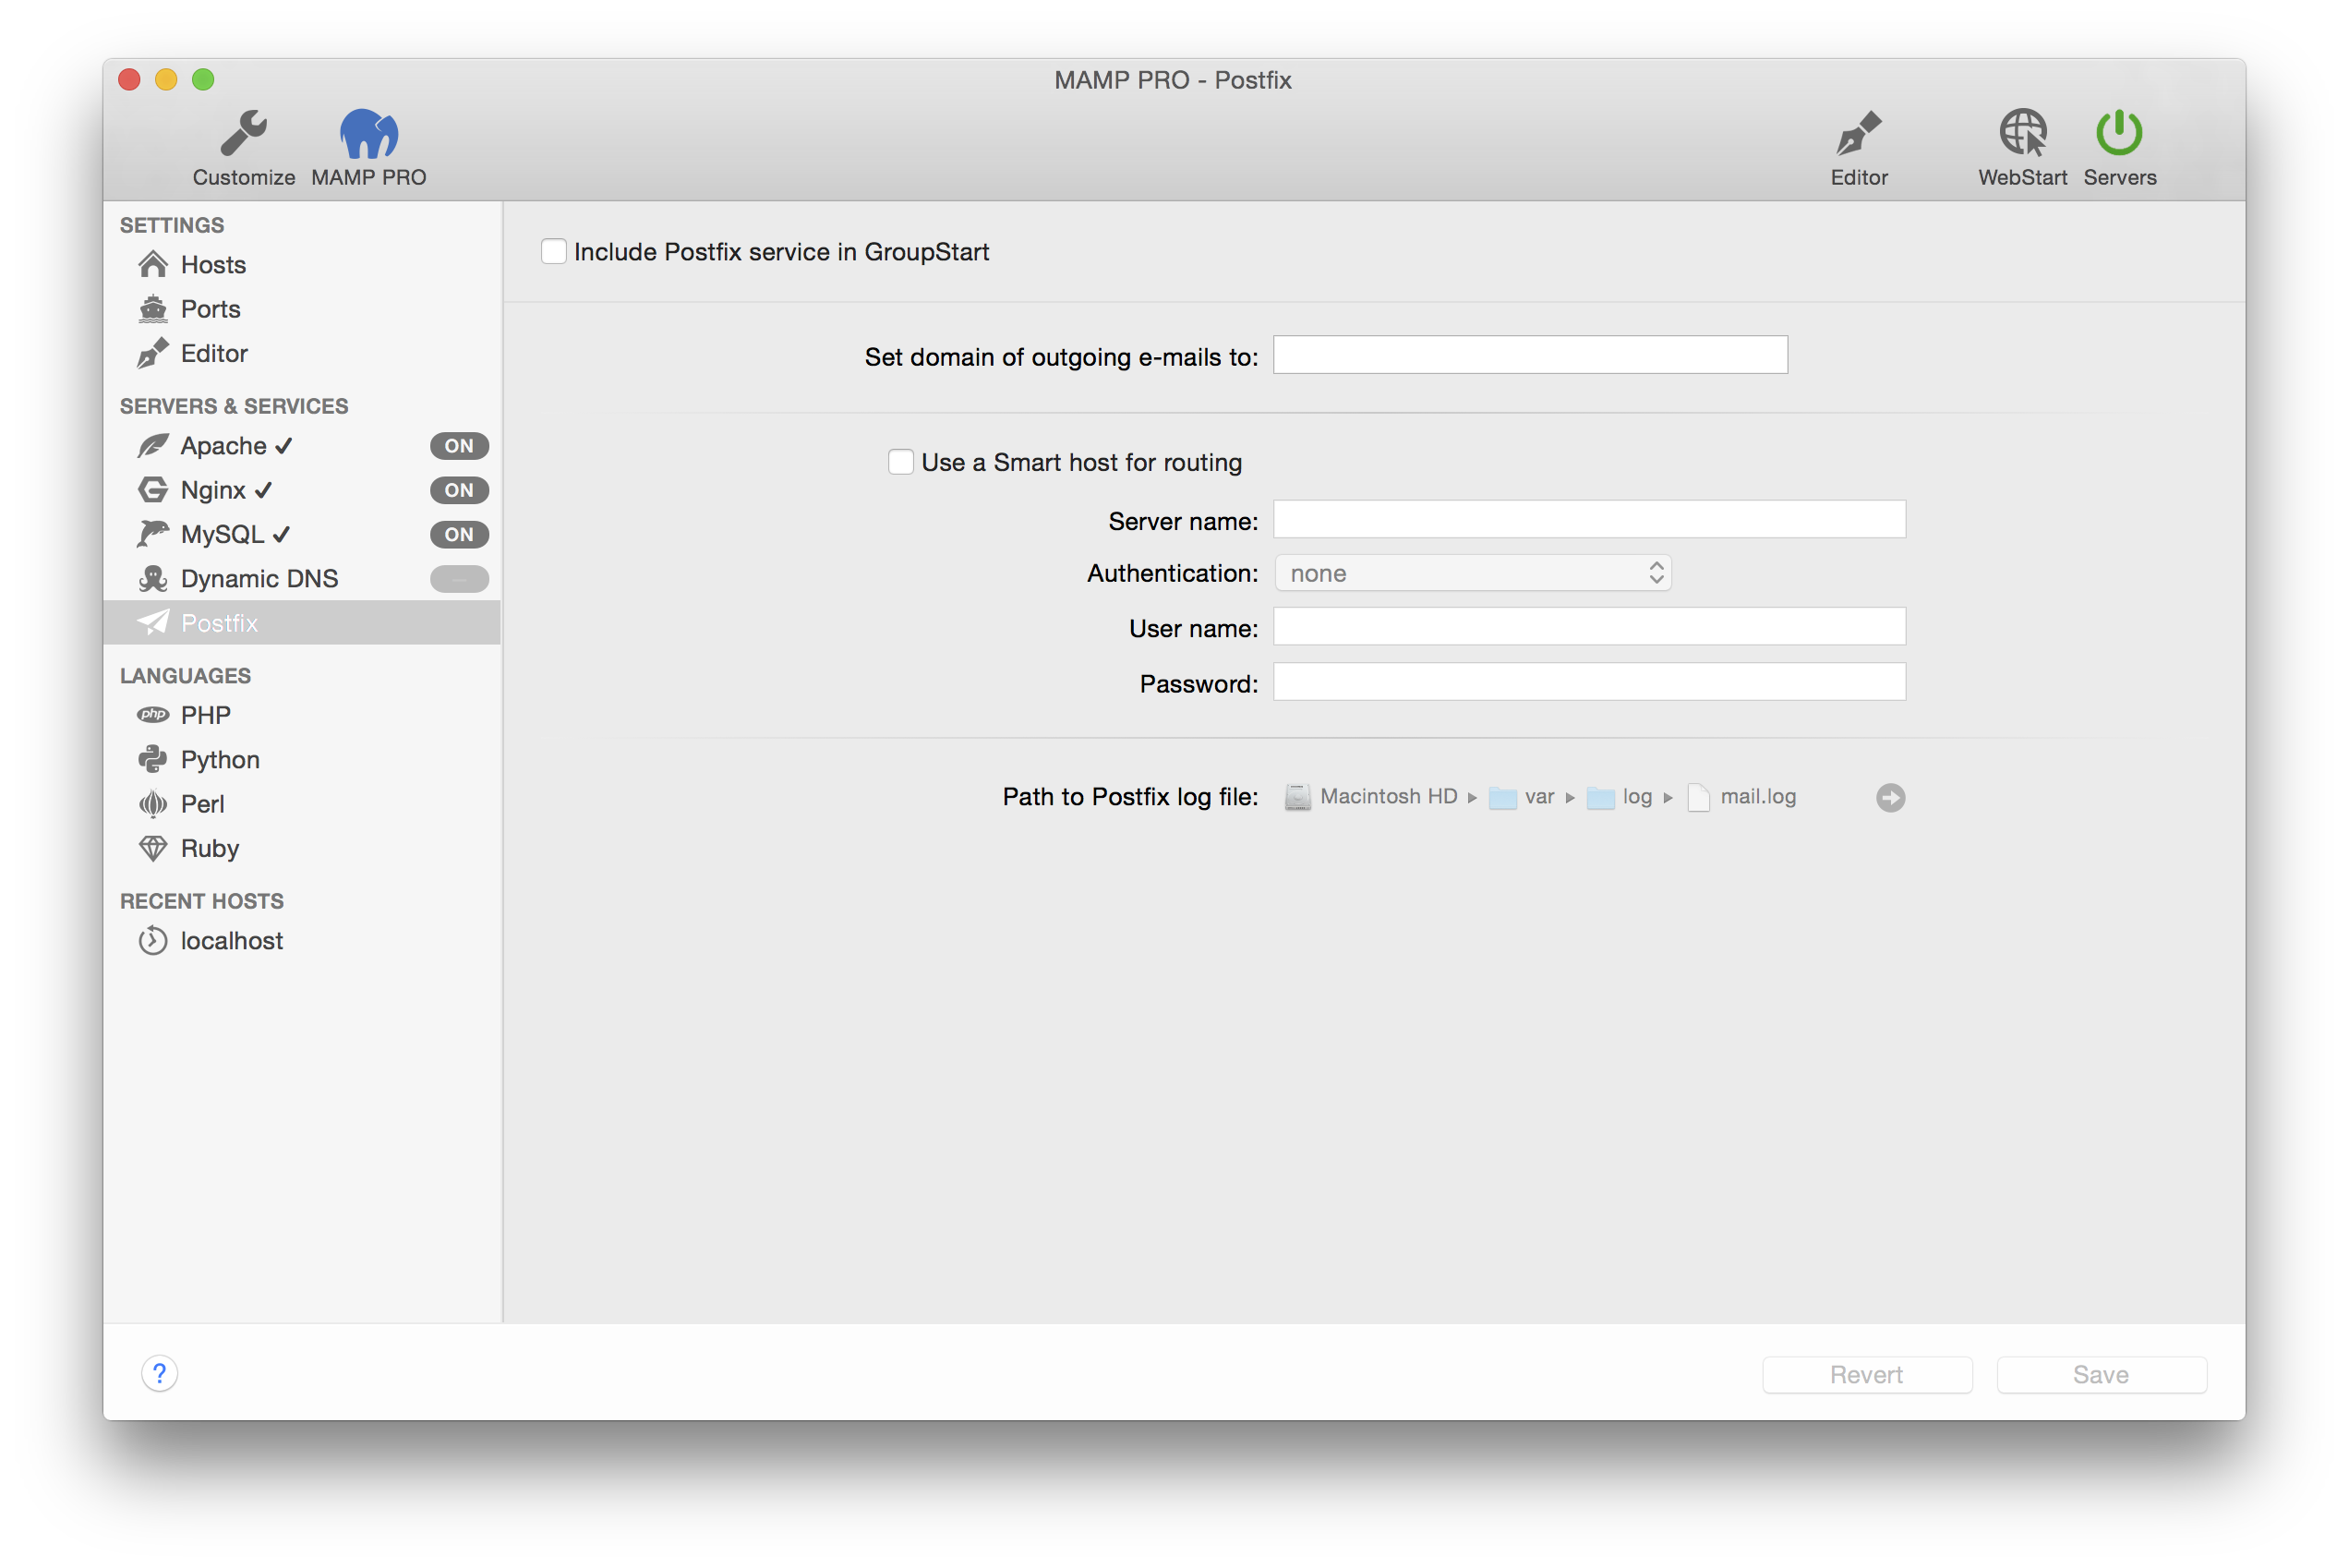 MAMP PRO - Postfix
Customize
MAMP PRO
Editor
WebStart
Servers
SETTINGS
Hosts
Ports
Editor
SERVERS & SERVICES
Apache ✓ ON
Nginx ✓ ON
MySQL ✓ ON
Dynamic DNS –
Postfix
LANGUAGES
php PHP
Python
Perl
Ruby
RECENT HOSTS
localhost
Include Postfix service in GroupStart
Set domain of outgoing e-mails to:
Use a Smart host for routing
Server name:
Authentication: none
User name:
Password:
Path to Postfix log file: Macintosh HD ▸ var ▸ log ▸ mail.log
?
Revert
Save